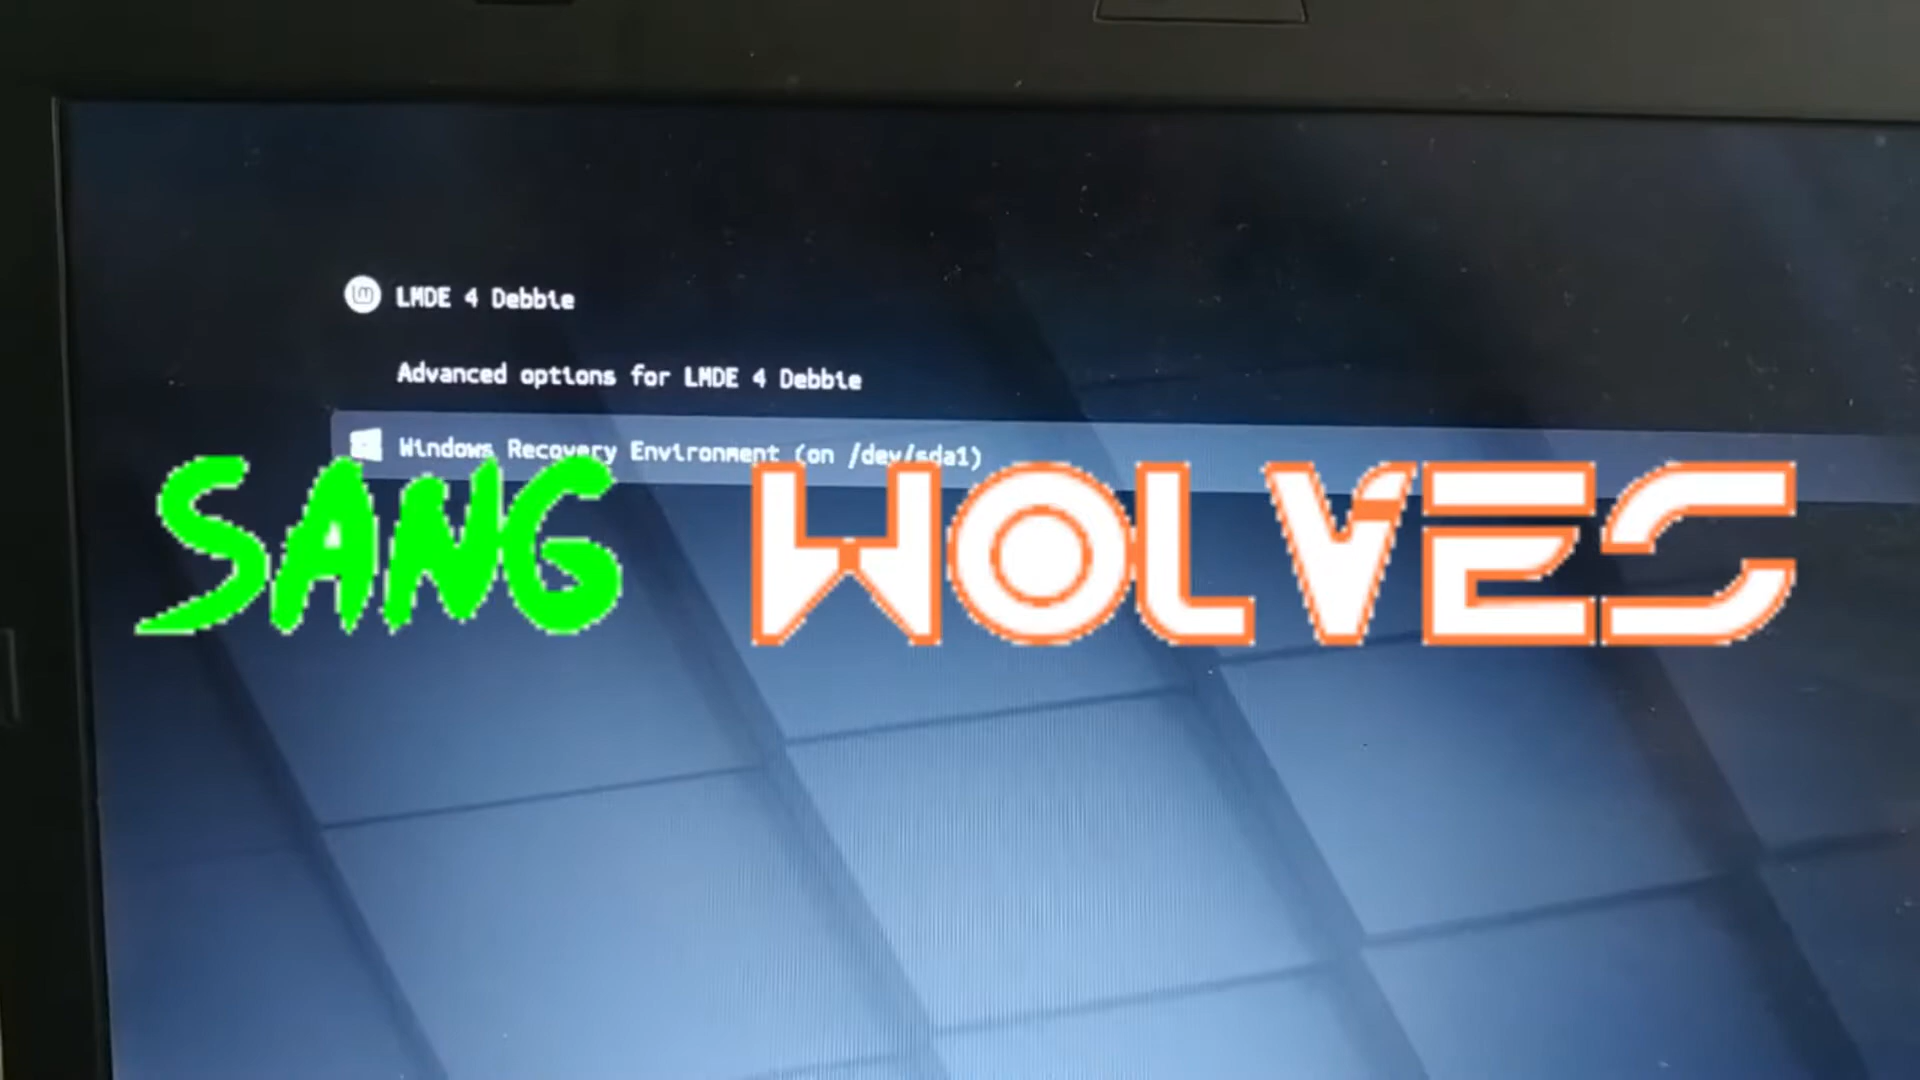 LMDE 4 Debbie
Advanced options for LMDE 4 Debbie
Windows Recovery Environment (on /dev/sda1)
SANG WOLVES